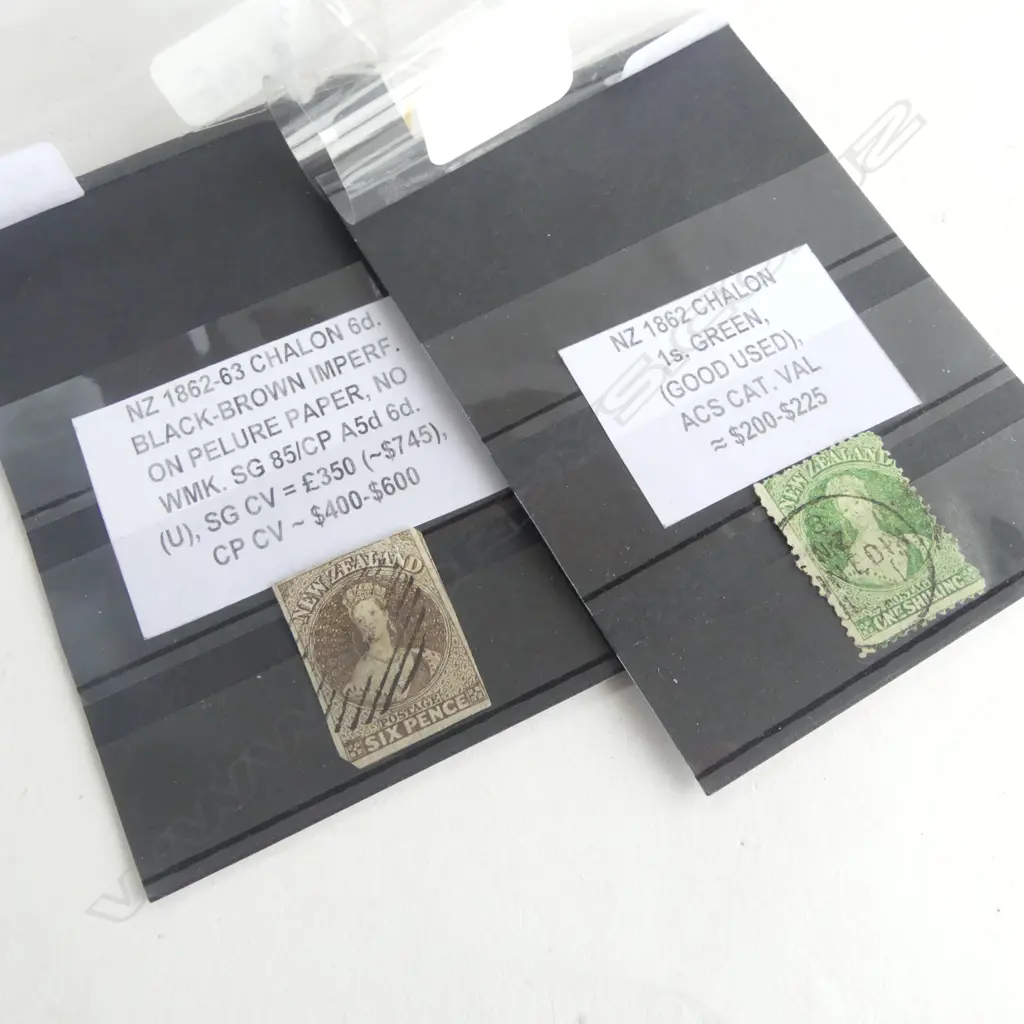 NZ 1862-63 CHALON 6d.
BLACK-BROWN IMPERF.
ON PELURE PAPER, NO
WMK. SG 85/CP A5d 6d.
(U), SG CV = £350 (~$745),
CP CV ~ $400-$600
NEW ZEALAND
POSTAGE
SIX PENCE
NZ 1862 CHALON
1s. GREEN,
(GOOD USED),
ACS CAT. VAL
≈ $200-$225
NEW ZEALAND
POSTAGE
ONE SHILLING